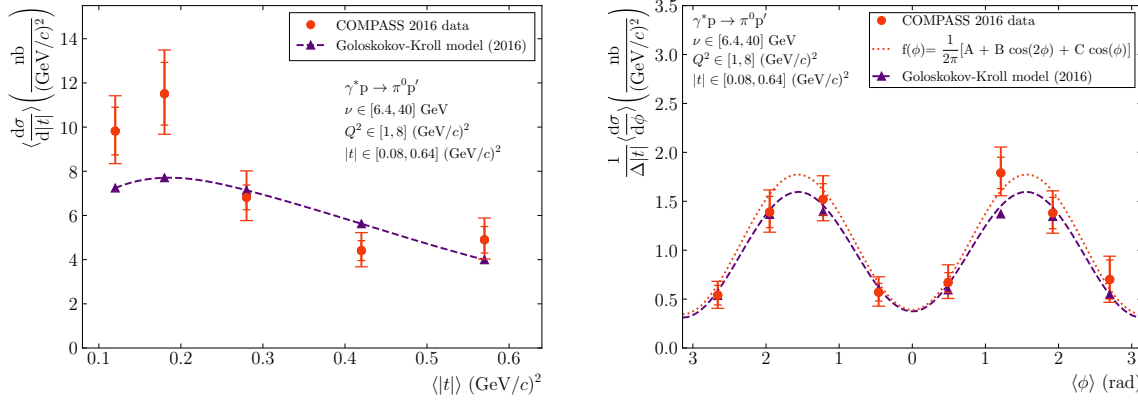 ⟨dσ/d|t|⟩ (nb/(GeV/c)²)
14
12
10
8
6
4
2
0
COMPASS 2016 data
Goloskokov-Kroll model (2016)
γ*p → π⁰p′
ν ∈ [6.4, 40] GeV
Q² ∈ [1, 8] (GeV/c)²
|t| ∈ [0.08, 0.64] (GeV/c)²
0.1 0.2 0.3 0.4 0.5 0.6
⟨|t|⟩ (GeV/c)²
1/Δ|t| ⟨dσ/dϕ⟩ (nb/(GeV/c)²)
3.5
3.0
2.5
2.0
1.5
1.0
0.5
0.0
γ*p → π⁰p′
ν ∈ [6.4, 40] GeV
Q² ∈ [1, 8] (GeV/c)²
|t| ∈ [0.08, 0.64] (GeV/c)²
COMPASS 2016 data
f(ϕ)= 1/2π [A + B cos(2ϕ) + C cos(ϕ)]
Goloskokov-Kroll model (2016)
3 2 1 0 1 2 3
⟨ϕ⟩ (rad)